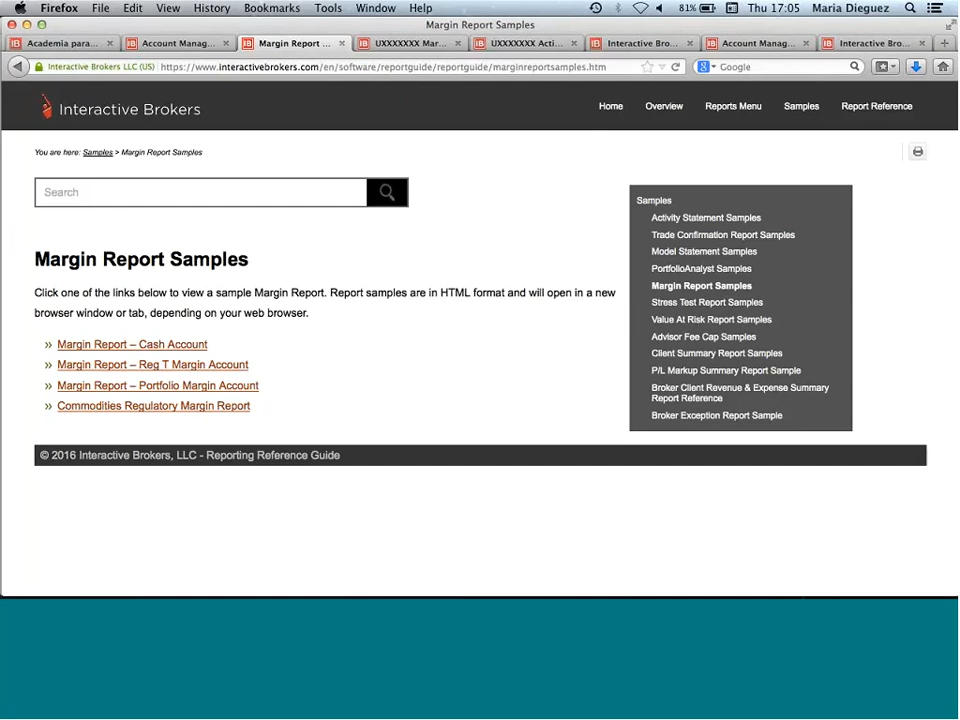 Firefox File Edit View History Bookmarks Tools Window Help 81% Thu 17:05 Maria Dieguez
Margin Report Samples
Academia para... Account Manag... Margin Report ... UXXXXXXX Mar... UXXXXXXX Acti... Interactive Bro... Account Manag... Interactive Bro...
Interactive Brokers LLC (US) https://www.interactivebrokers.com/en/software/reportguide/reportguide/marginreportsamples.htm Google
Interactive Brokers Home Overview Reports Menu Samples Report Reference
You are here: Samples > Margin Report Samples
Search
Margin Report Samples
Click one of the links below to view a sample Margin Report. Report samples are in HTML format and will open in a new
browser window or tab, depending on your web browser.
» Margin Report – Cash Account
» Margin Report – Reg T Margin Account
» Margin Report – Portfolio Margin Account
» Commodities Regulatory Margin Report
Samples
Activity Statement Samples
Trade Confirmation Report Samples
Model Statement Samples
PortfolioAnalyst Samples
Margin Report Samples
Stress Test Report Samples
Value At Risk Report Samples
Advisor Fee Cap Samples
Client Summary Report Samples
P/L Markup Summary Report Sample
Broker Client Revenue & Expense Summary
Report Reference
Broker Exception Report Sample
© 2016 Interactive Brokers, LLC - Reporting Reference Guide